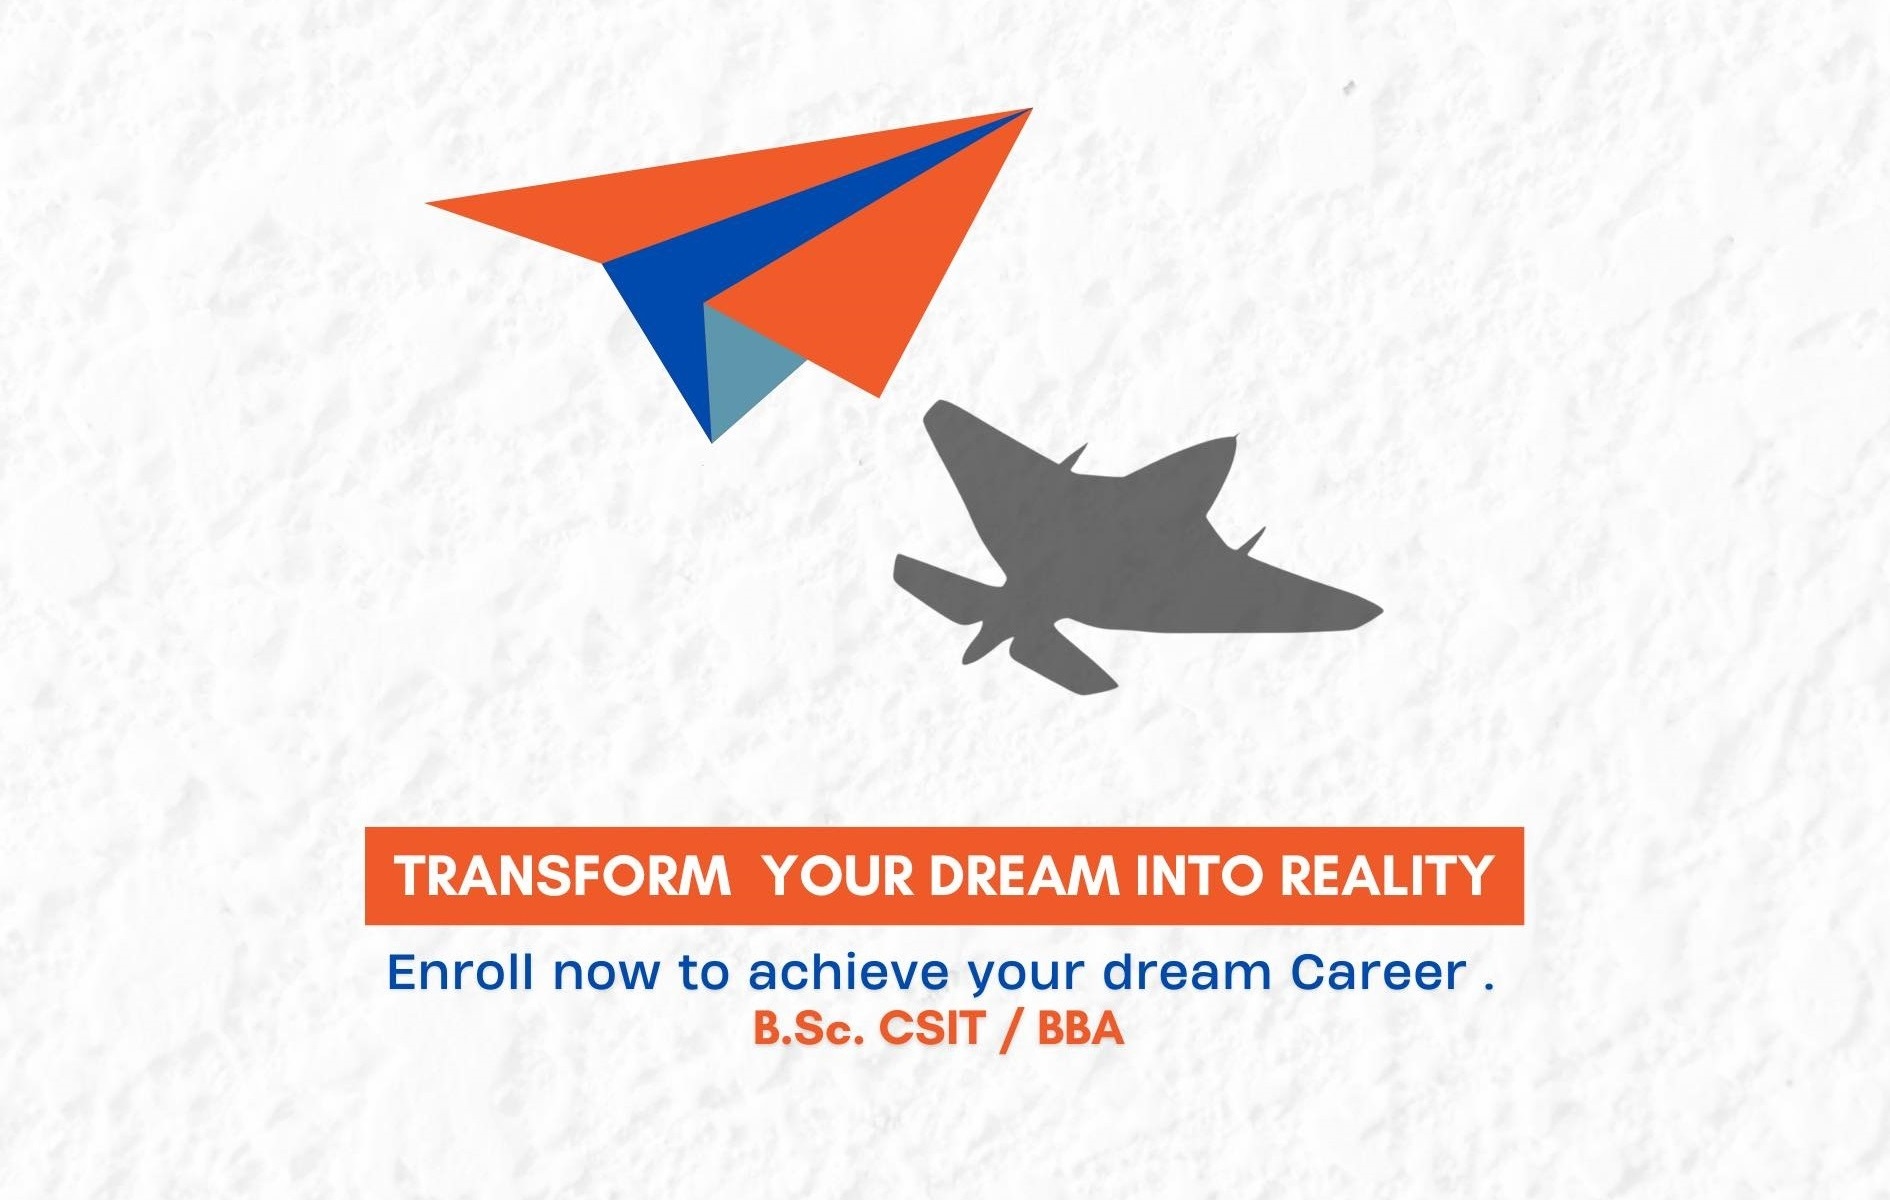 TRANSFORM  YOUR DREAM INTO REALITY
Enroll now to achieve your dream Career .
B.Sc. CSIT / BBA